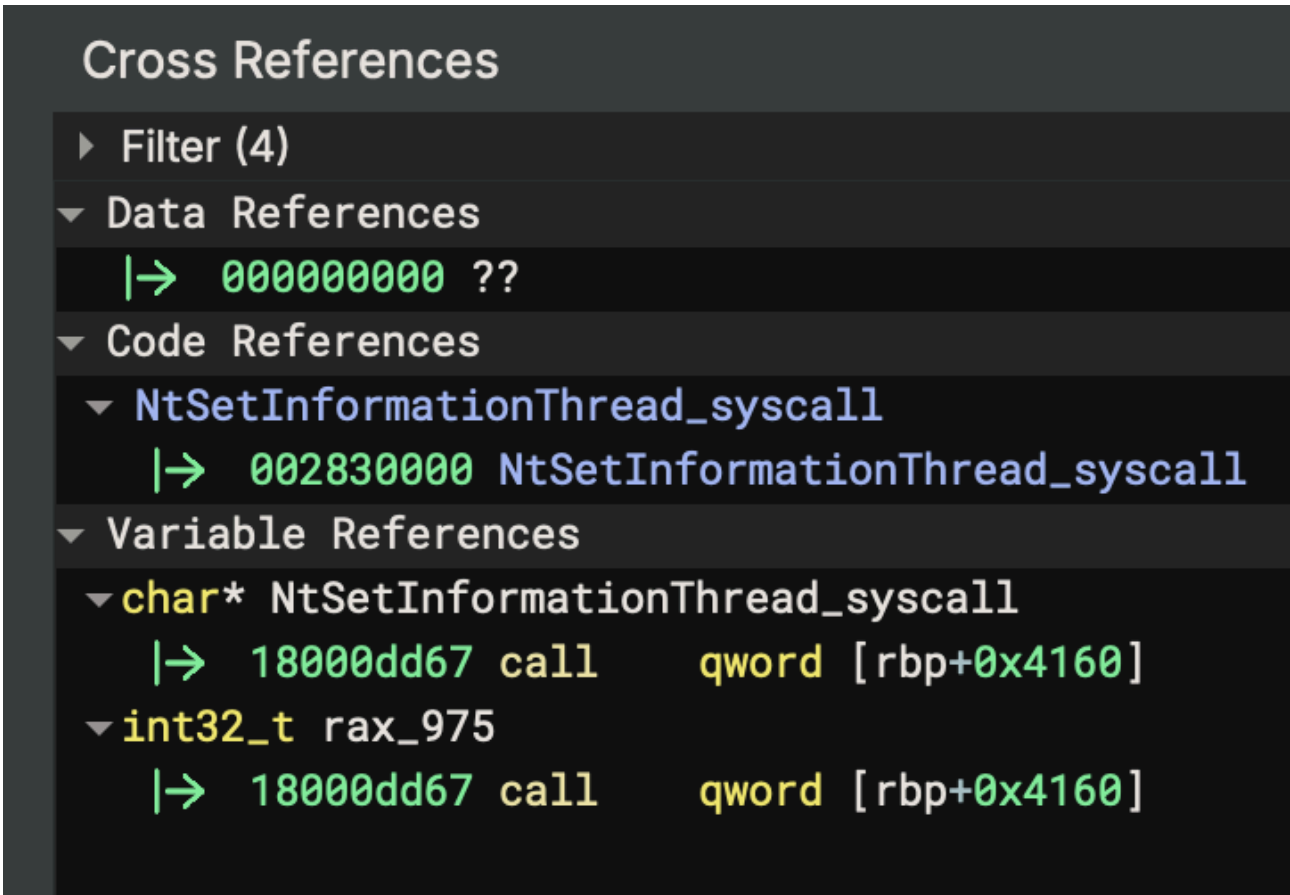 Cross References
Filter (4)
Data References
|→ 000000000 ??
Code References
NtSetInformationThread_syscall
|→ 002830000 NtSetInformationThread_syscall
Variable References
char* NtSetInformationThread_syscall
|→ 18000dd67 call qword [rbp+0x4160]
int32_t rax_975
|→ 18000dd67 call qword [rbp+0x4160]